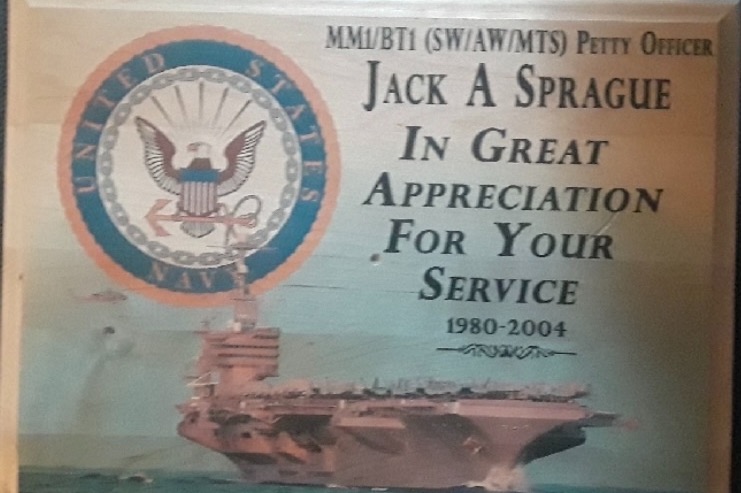 UNITED STATES
NAVY
MM1/BT1 (SW/AW/MTS) PETTY OFFICER
JACK A SPRAGUE
IN GREAT
APPRECIATION
FOR YOUR
SERVICE
1980-2004